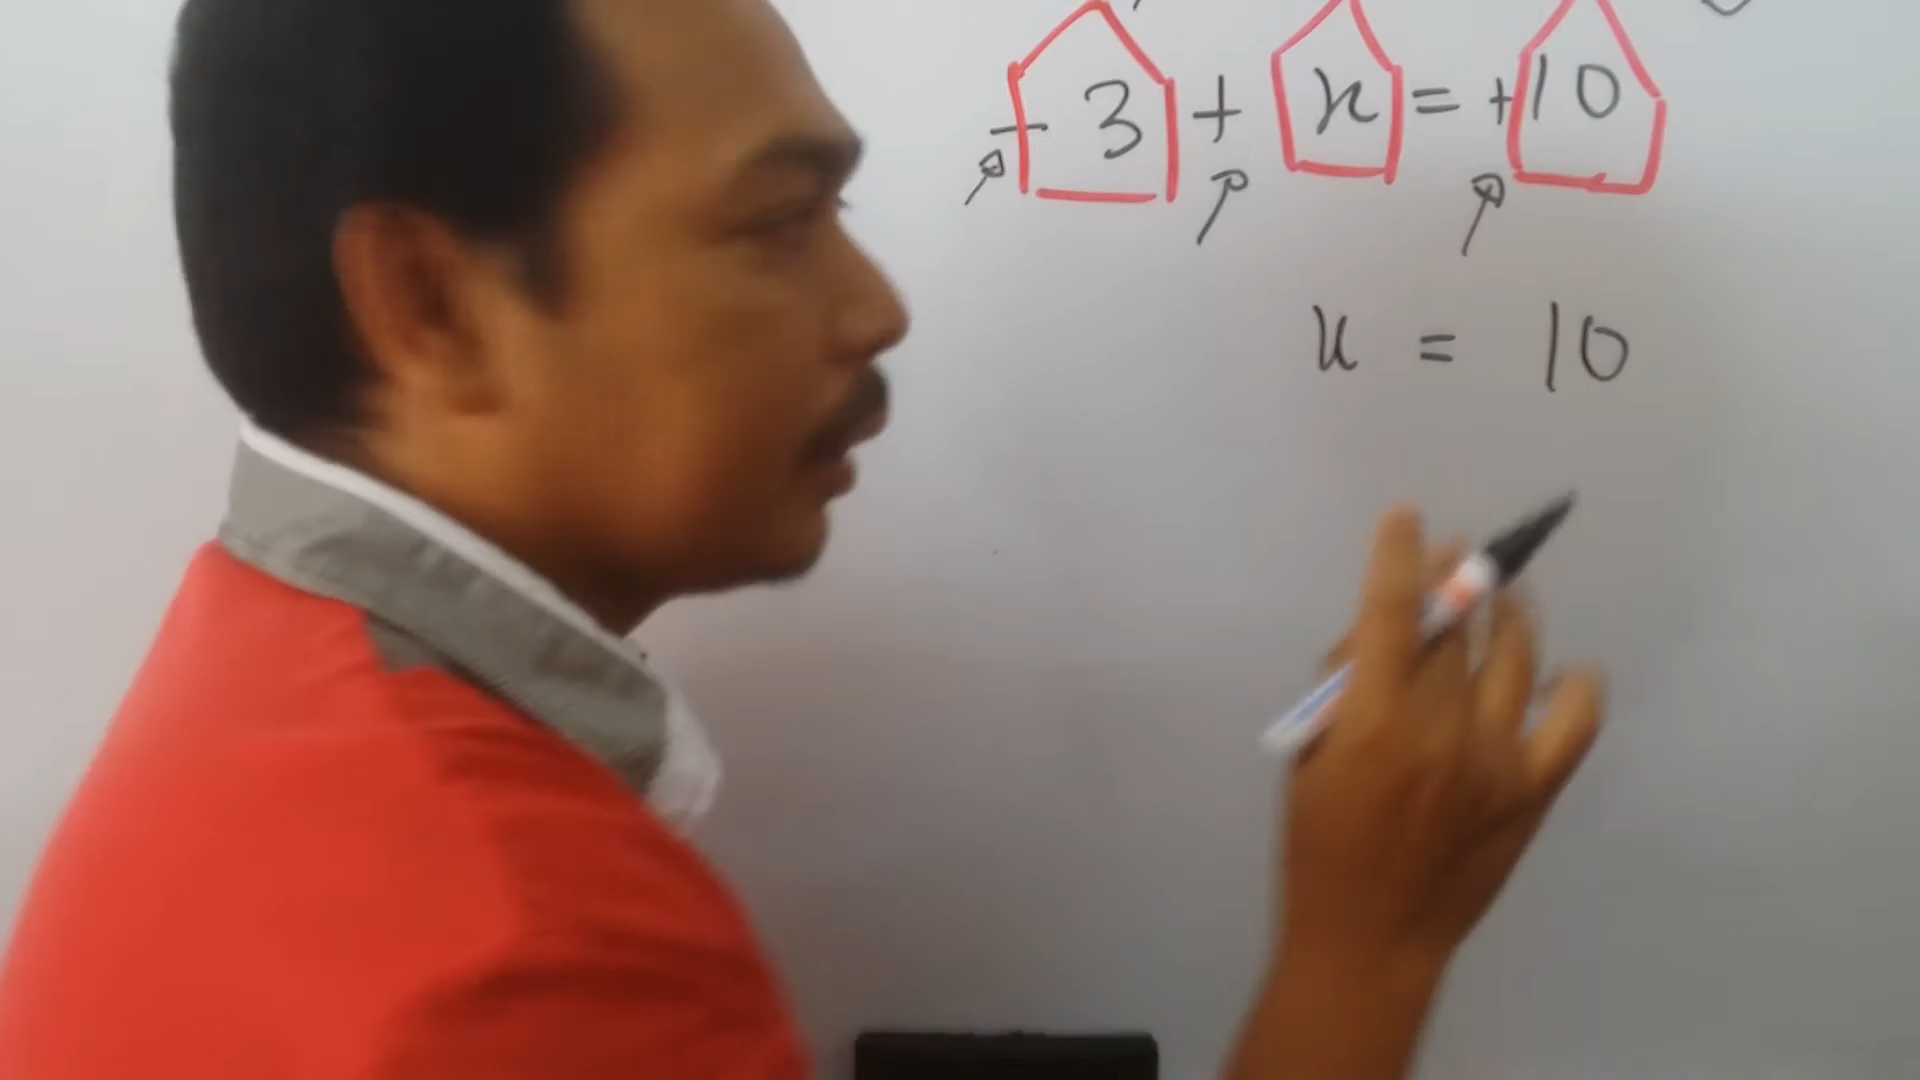 + 3 + x = +10
x = 10